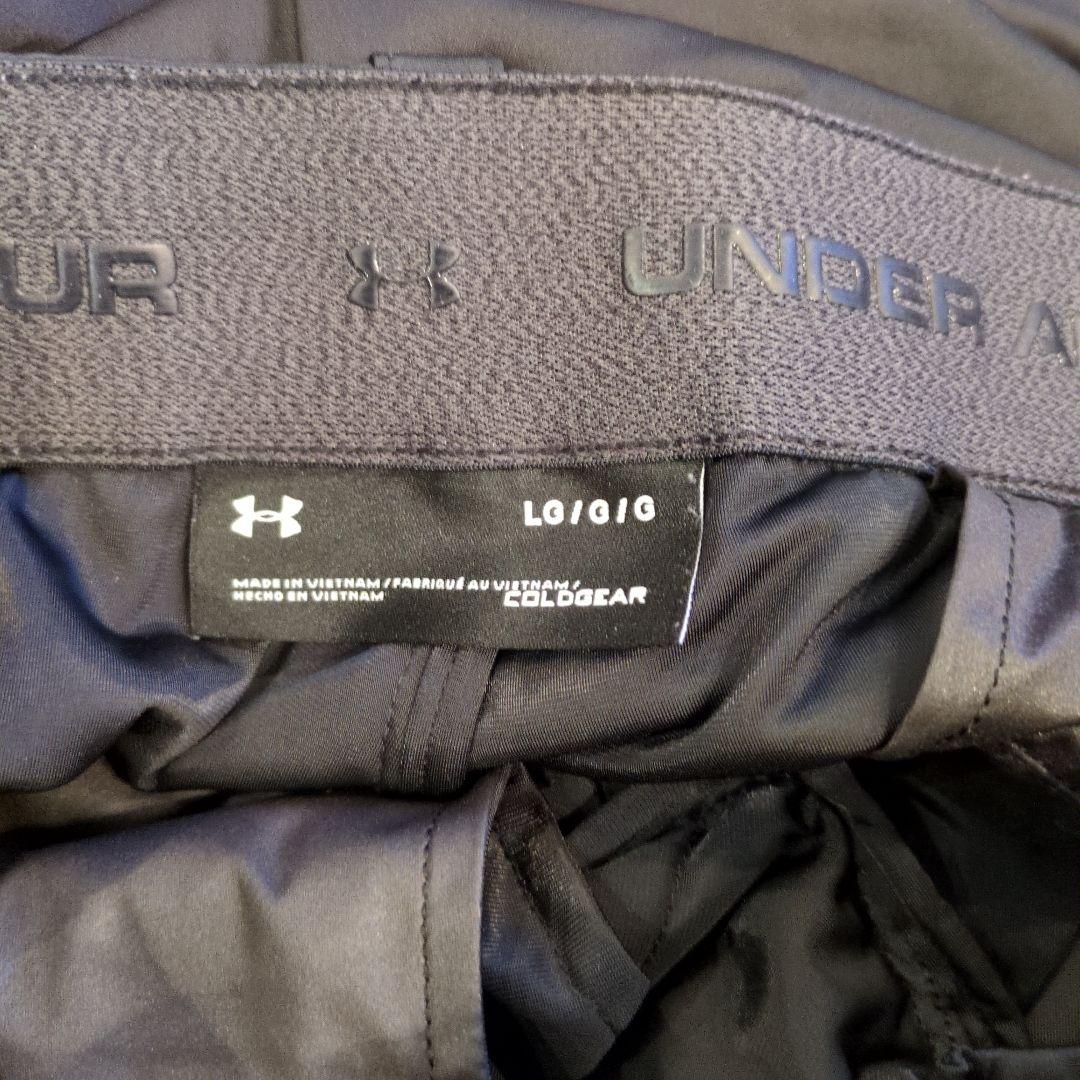 UR UNDER A
LG/G/G
MADE IN VIETNAM / FABRIQUÉ AU VIETNAM /
HECHO EN VIETNAM
COLDGEAR